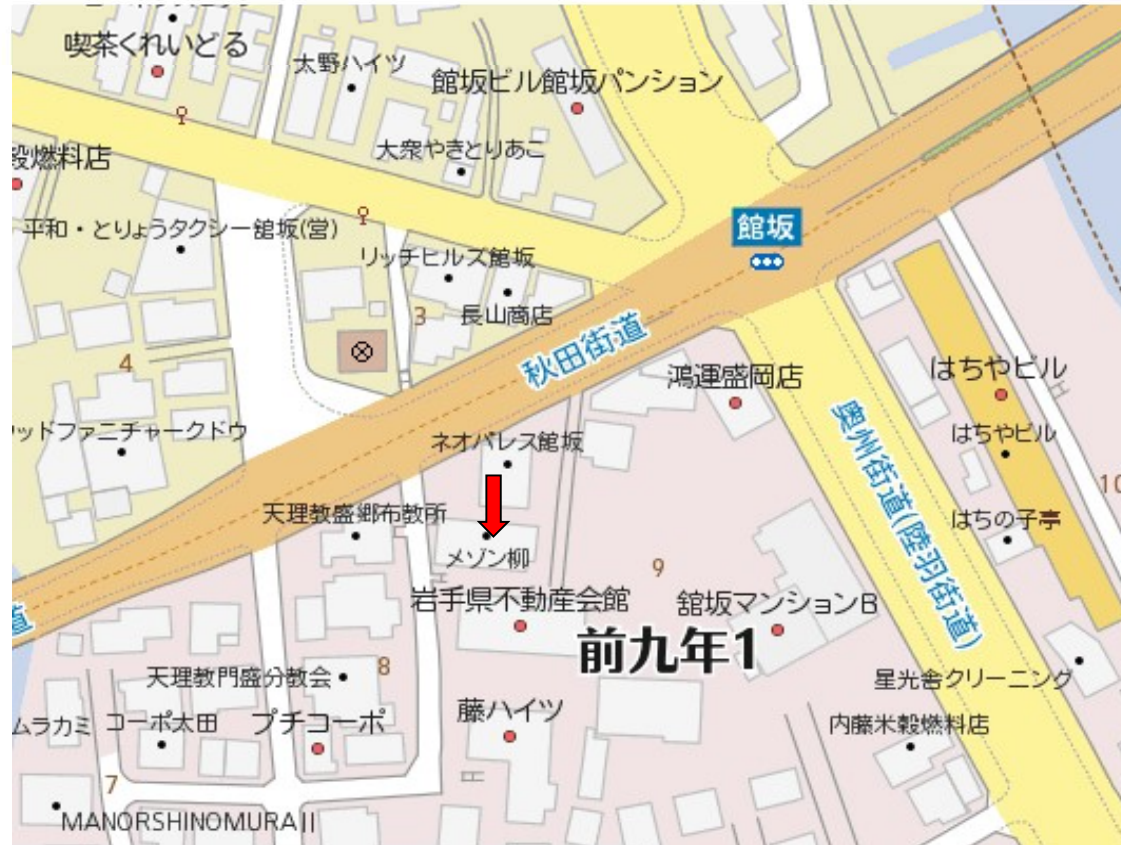 喫茶くれいどる
太野ハイツ
館坂ビル館坂パンション
大衆やきとりあこ
穀燃料店
平和・とりょうタクシー舘坂(営)
館坂
リッチヒルズ館坂
3
長山商店
4
秋田街道
鴻運盛岡店
はちやビル
ッドファニチャークドウ
ネオパレス館坂
奥州街道(陸羽街道)
はちやビル
10
天理教盛郷布教所
はちの子亭
メゾン柳
9
岩手県不動産会館
舘坂マンションB
道
前九年1
8
天理教門盛分教会
星光舎クリーニング
ムラカミ
コーポ太田
プチコーポ
藤ハイツ
内藤米穀燃料店
7
MANORSHINOMURAII